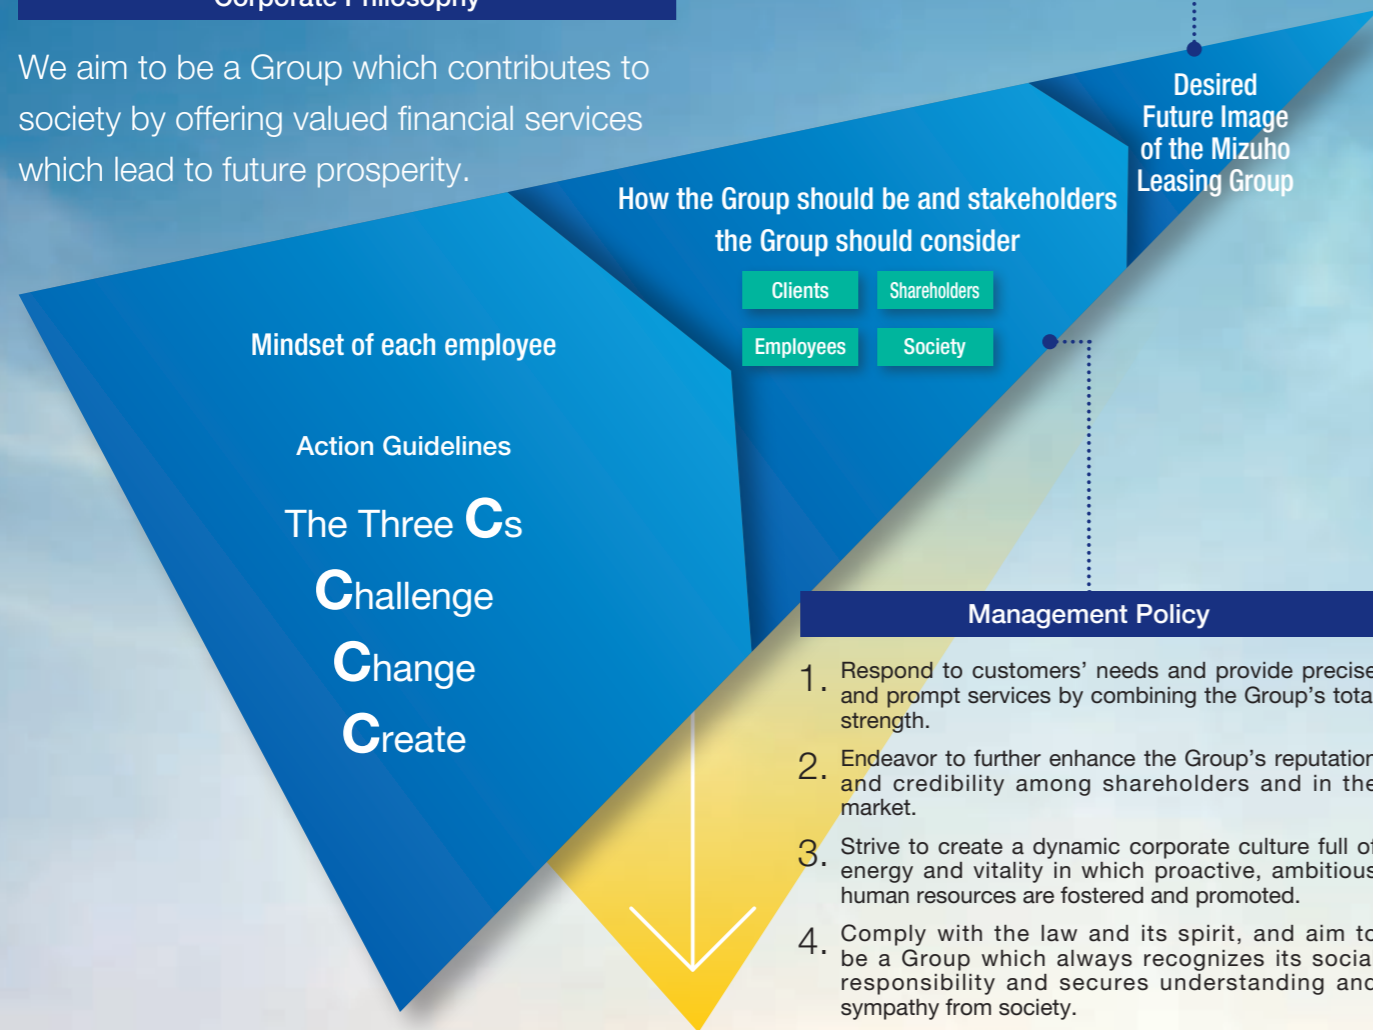 Corporate Philosophy
We aim to be a Group which contributes to
society by offering valued financial services
which lead to future prosperity.
Desired
Future Image
of the Mizuho
Leasing Group
How the Group should be and stakeholders
the Group should consider
Clients
Shareholders
Employees
Society
Mindset of each employee
Action Guidelines
The Three Cs
Challenge
Change
Create
Management Policy
1. Respond to customers’ needs and provide precise
and prompt services by combining the Group’s total
strength.
2. Endeavor to further enhance the Group’s reputation
and credibility among shareholders and in the
market.
3. Strive to create a dynamic corporate culture full of
energy and vitality in which proactive, ambitious
human resources are fostered and promoted.
4. Comply with the law and its spirit, and aim to
be a Group which always recognizes its social
responsibility and secures understanding and
sympathy from society.